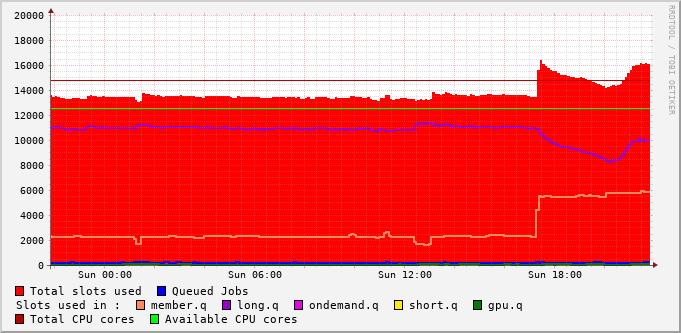 20000
18000
16000
14000
12000
10000
8000
6000
4000
2000
0
Sun 00:00 Sun 06:00 Sun 12:00 Sun 18:00
RRDTOOL / TOBI OETIKER
Total slots used Queued Jobs
Slots used in : member.q long.q ondemand.q short.q gpu.q
Total CPU cores Available CPU cores